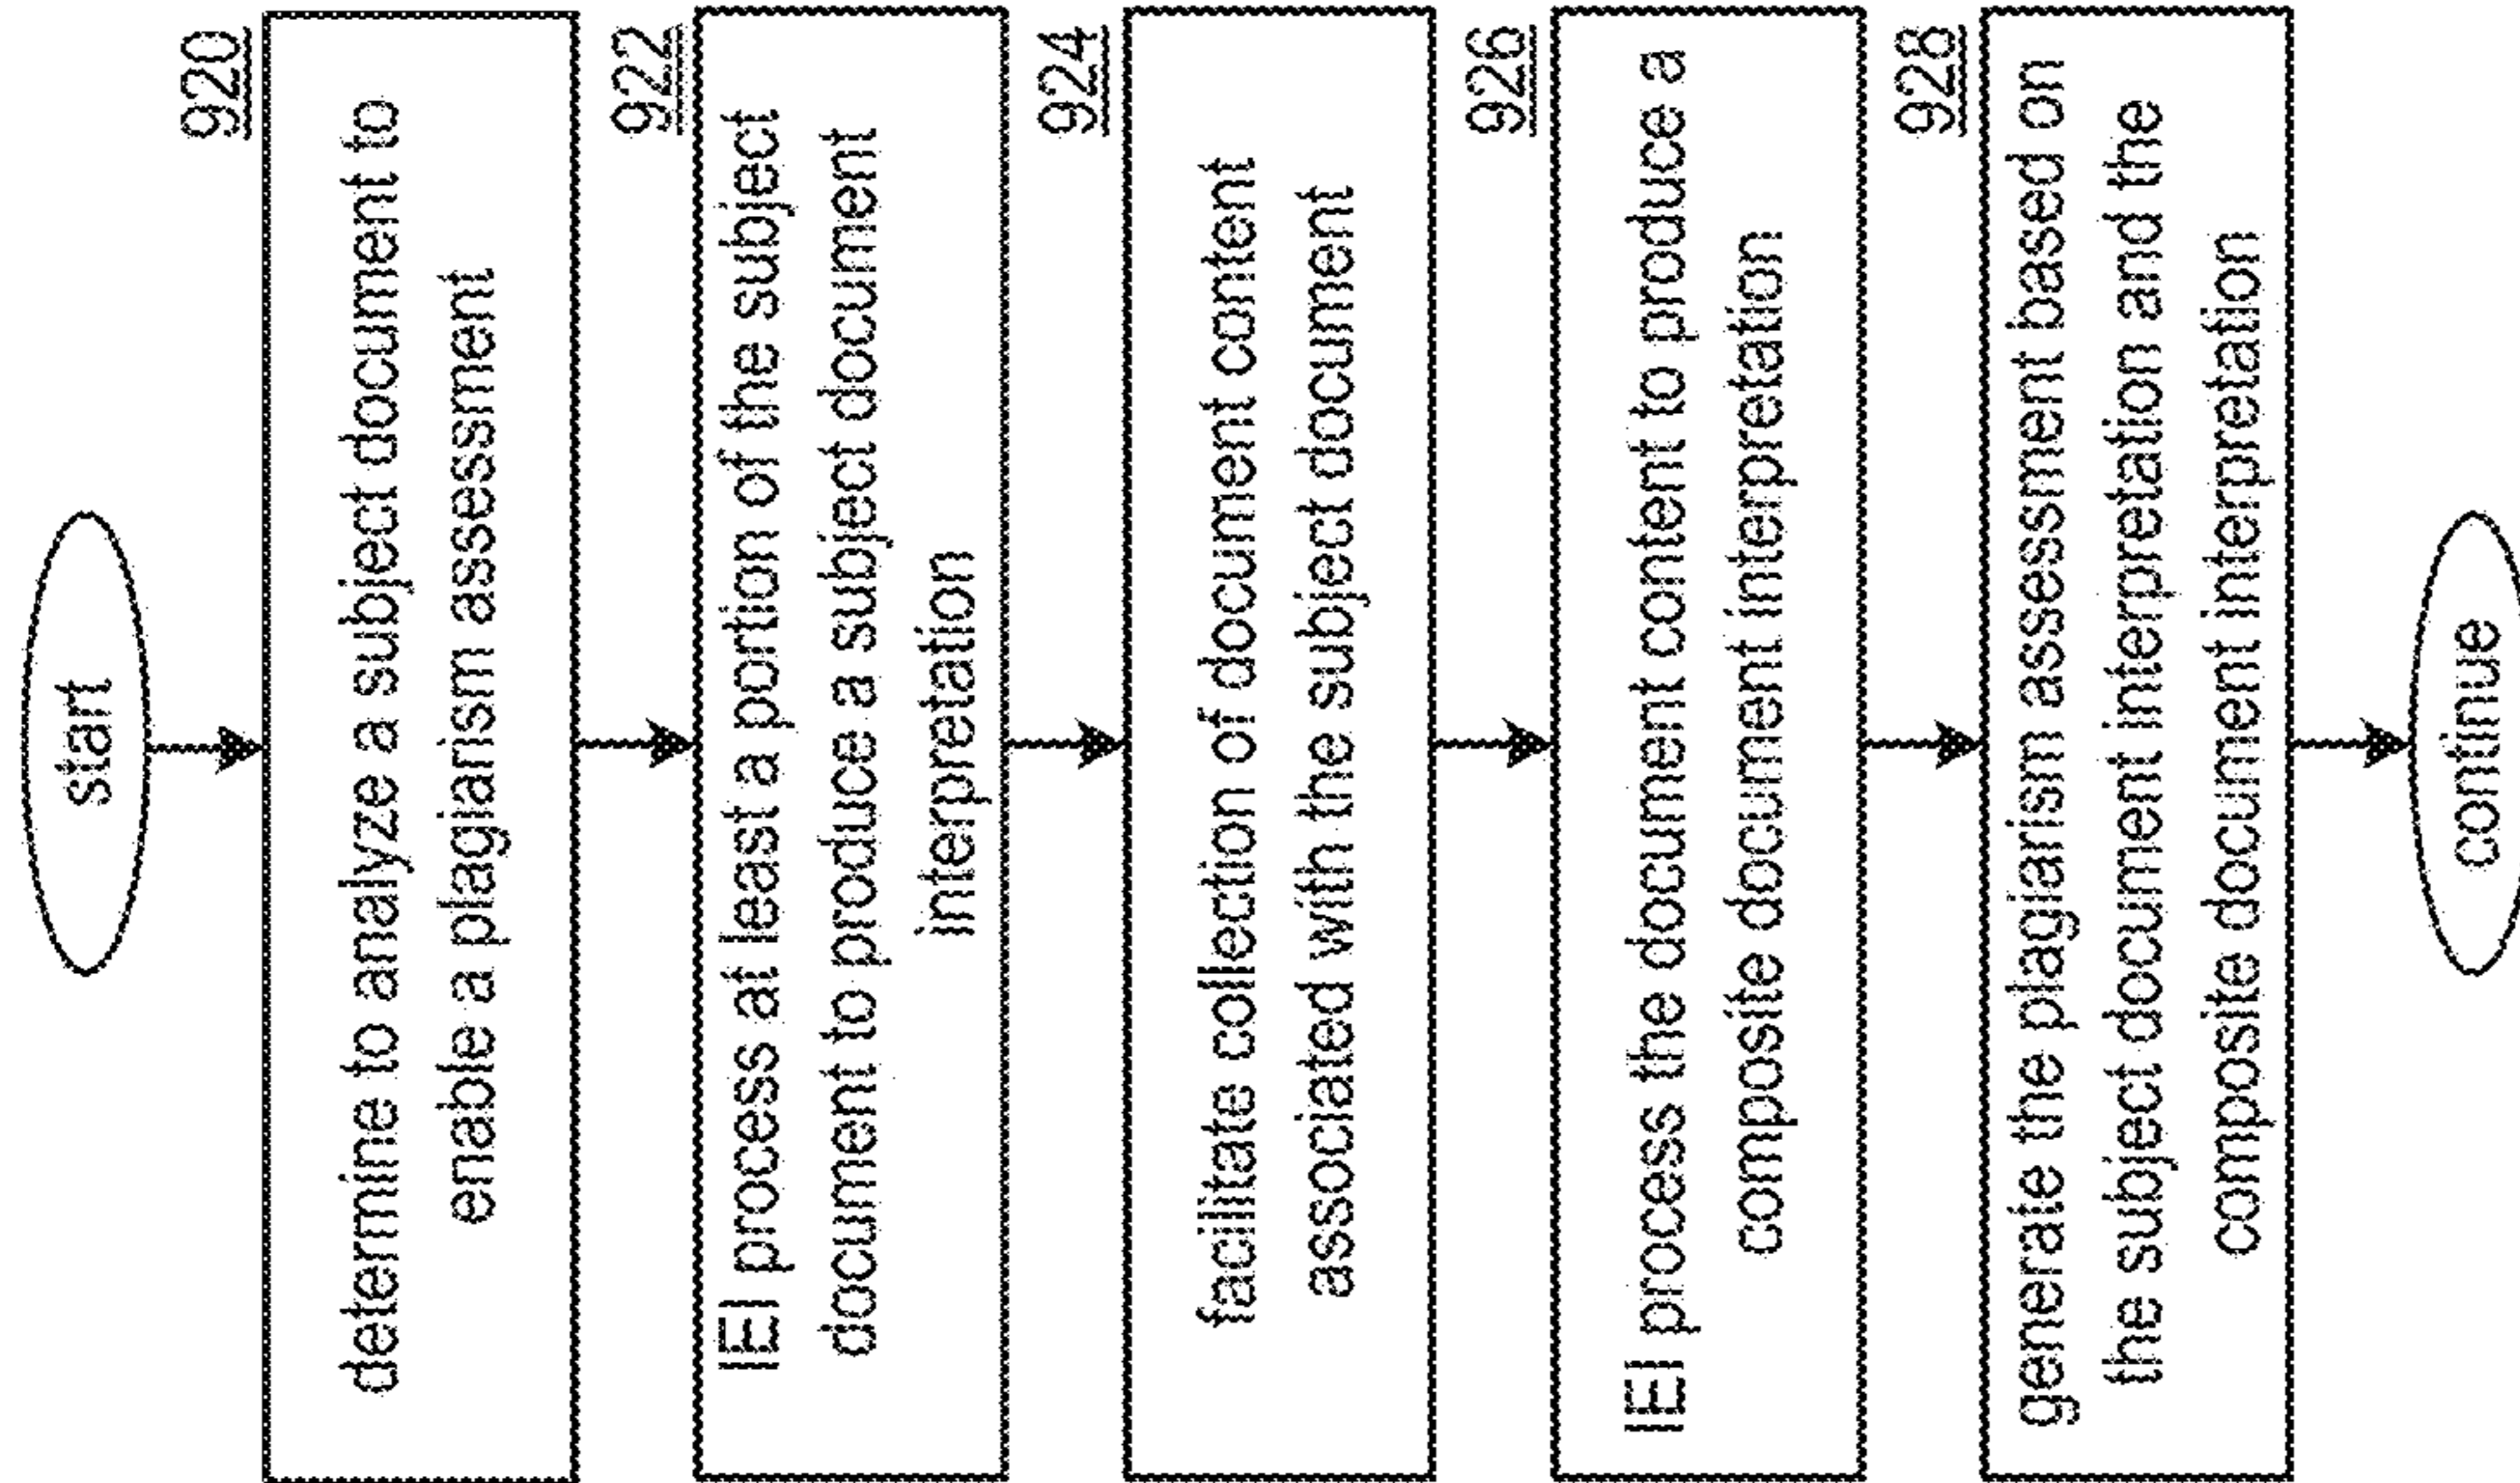 start
920
determine to analyze a subject document to
enable a plagiarism assessment
922
IEI process at least a portion of the subject
document to produce a subject document
interpretation
924
facilitate collection of document content
associated with the subject document
926
IEI process the document content to produce a
composite document interpretation
928
generate the plagiarism assessment based on
the subject document interpretation and the
composite document interpretation
continue